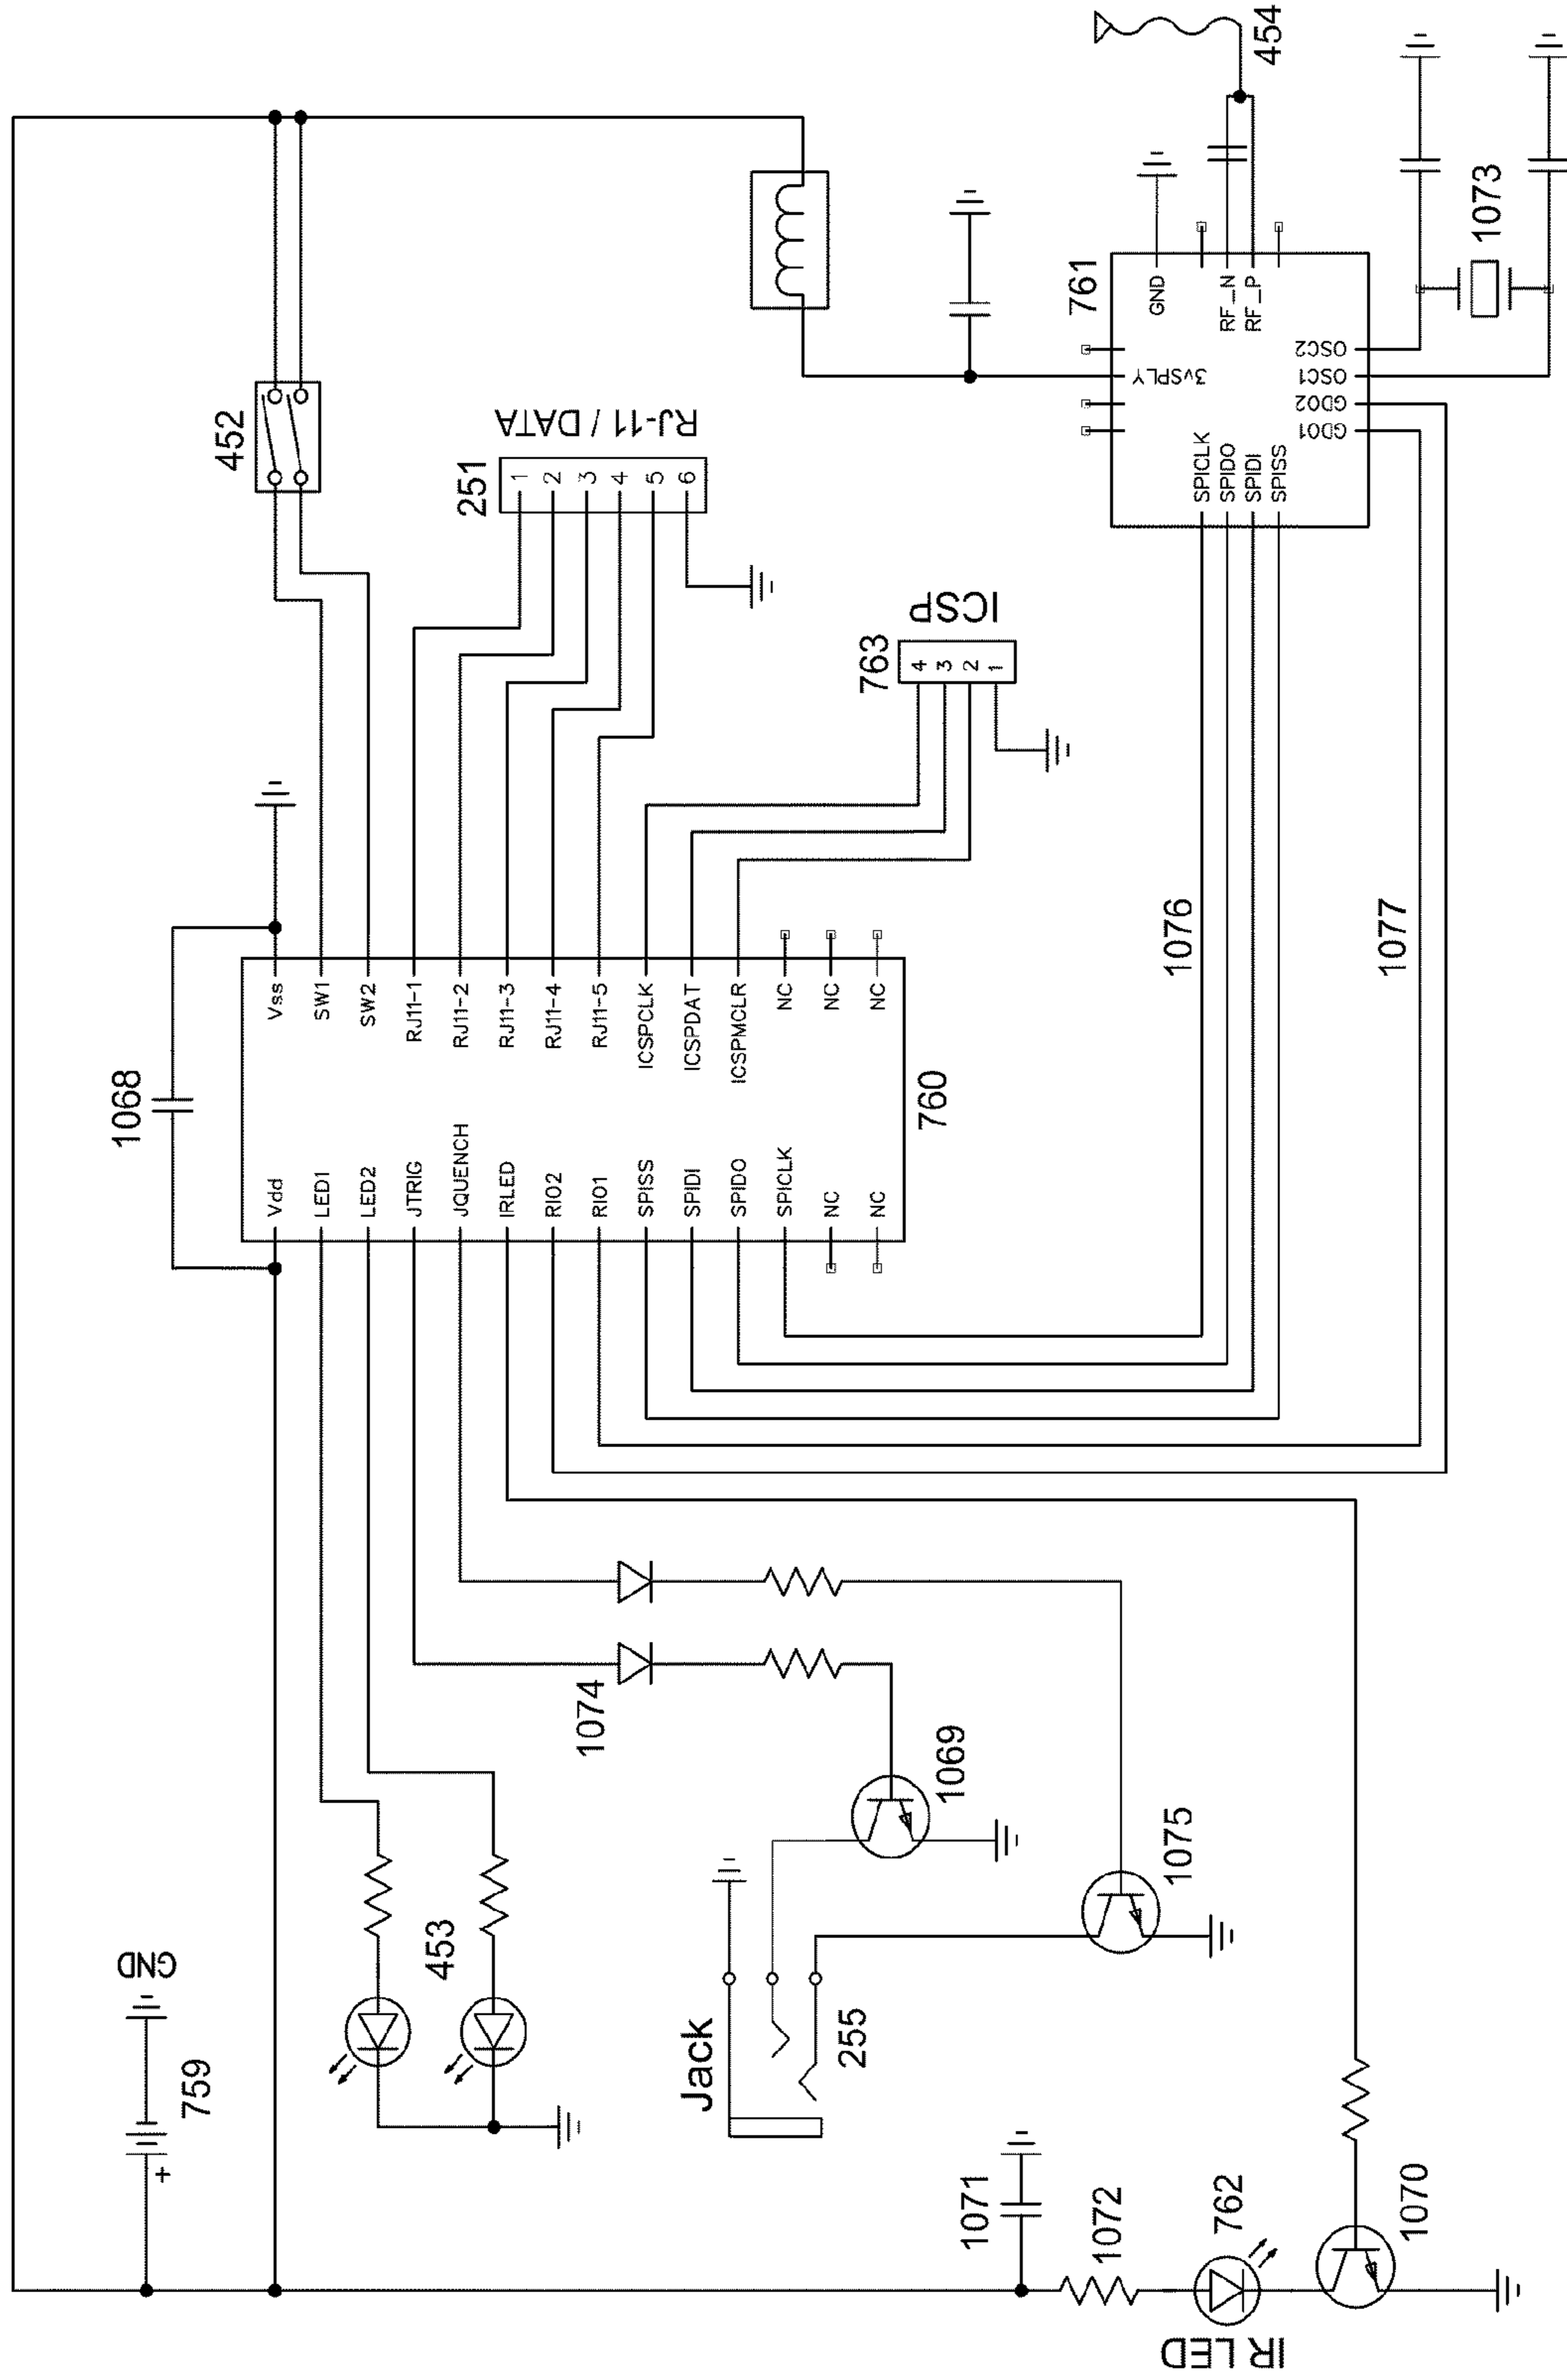 454
452
251
RJ-11 / DATA
1
2
3
4
5
6
761
GND
RF_N
RF_P
3vSPLY
OSC2
OSC1
GDO2
GDO1
SPICLK
SPIDO
SPIDI
SPISS
1073
763
ICSP
4
3
2
1
1068
Vss
SW1
SW2
RJ11-1
RJ11-2
RJ11-3
RJ11-4
RJ11-5
ICSPCLK
ICSPDAT
ICSPMCLR
NC
NC
NC
Vdd
LED1
LED2
JTRIG
JQUENCH
IRLED
RIO2
RIO1
SPISS
SPIDI
SPIDO
SPICLK
NC
NC
760
1076
1077
1074
1069
1075
GND
759
+
453
Jack
255
1071
1072
762
IR LED
1070